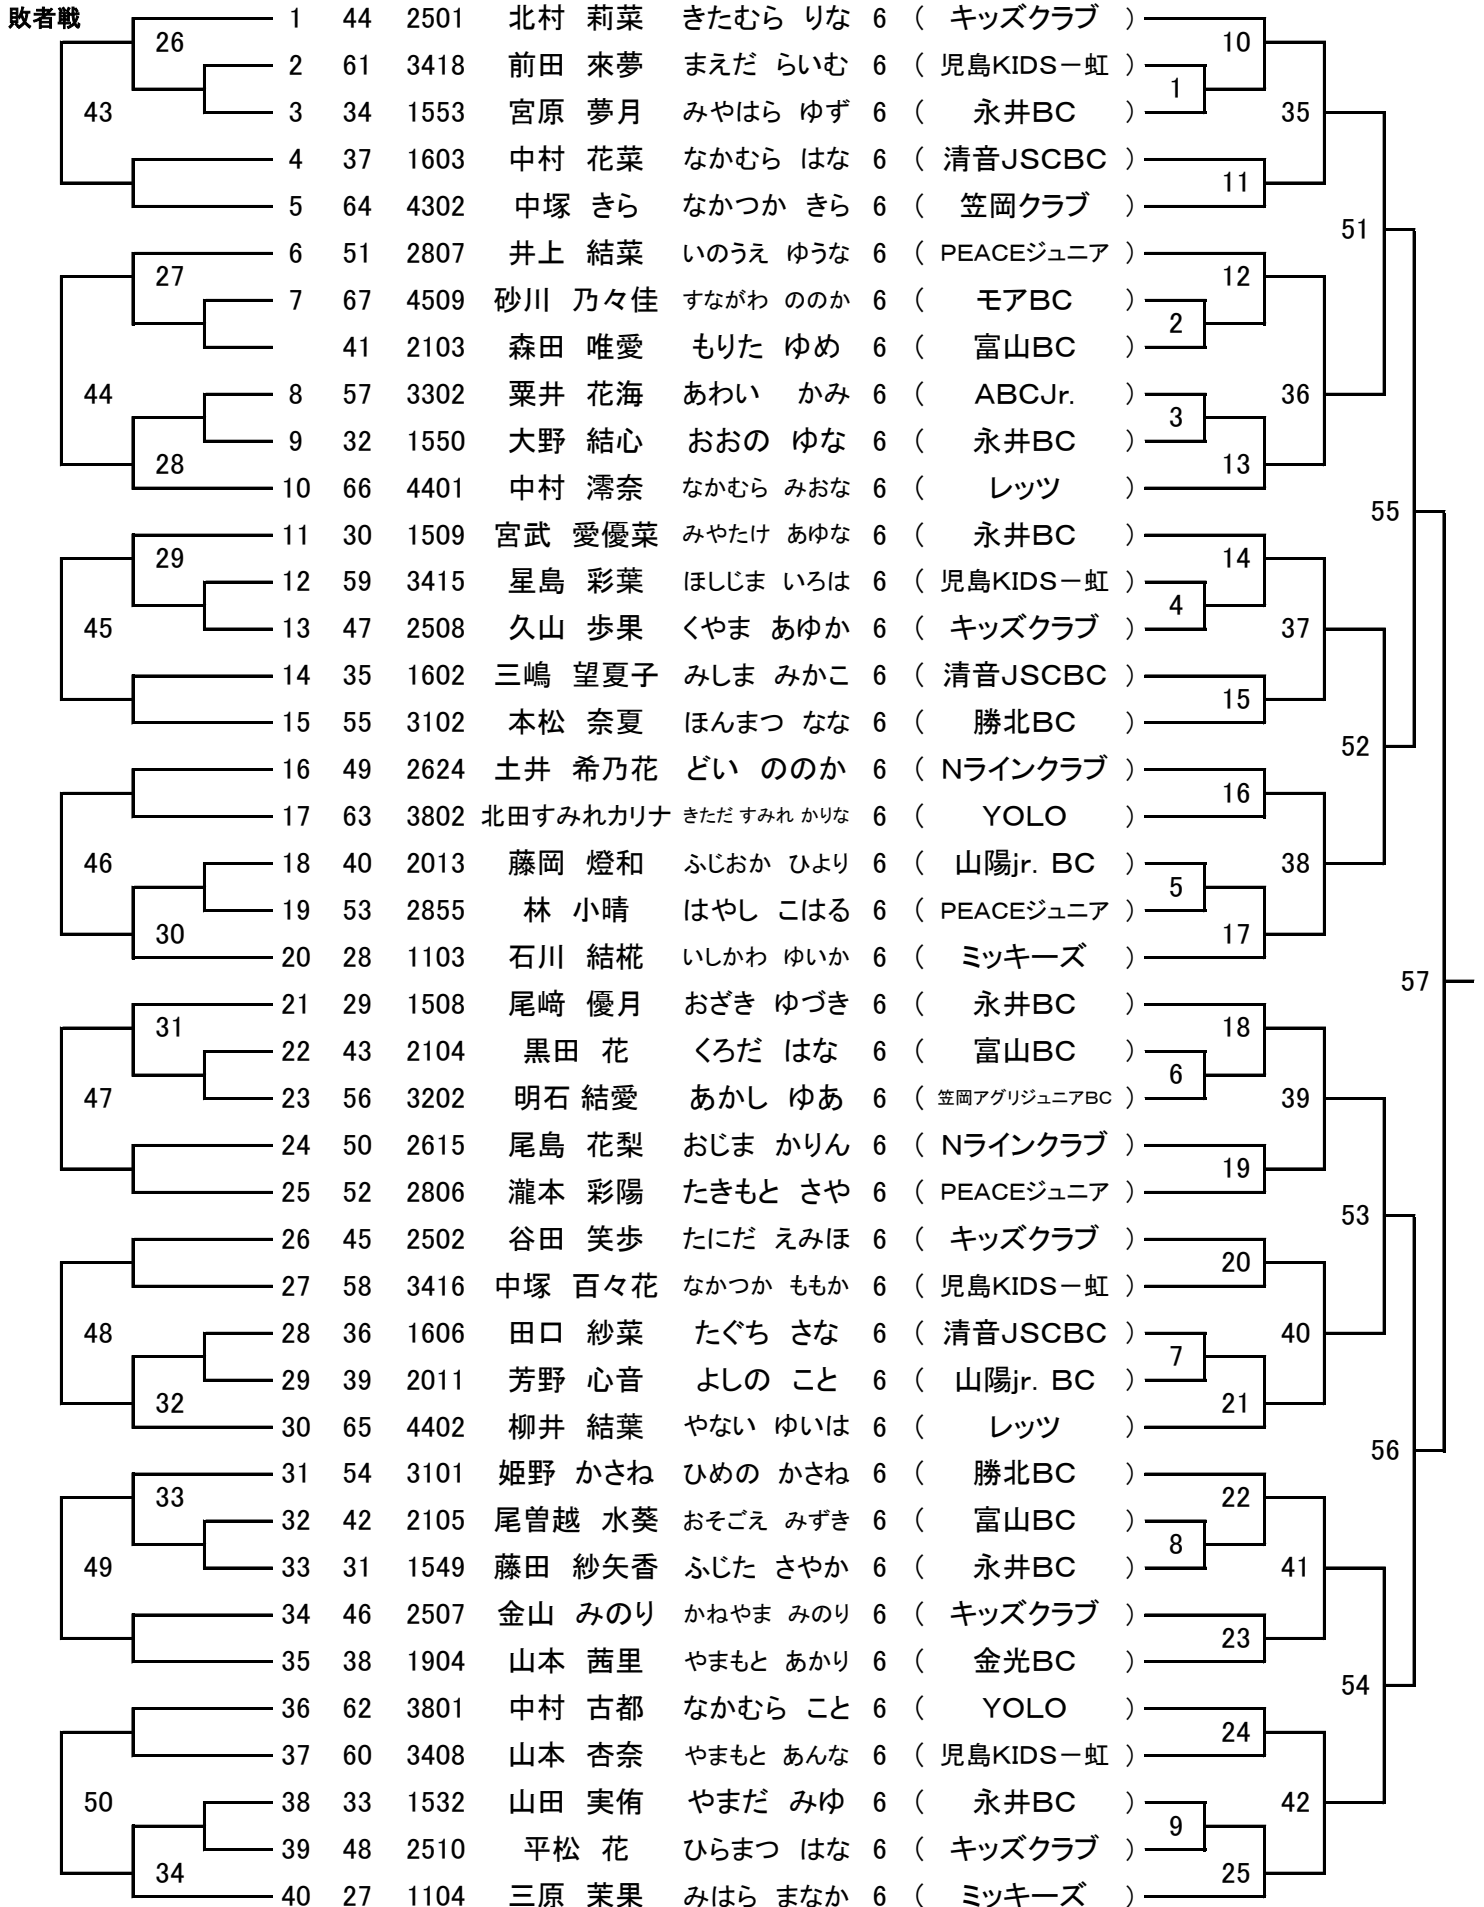 敗者戦
1 44 2501 北村 莉菜 きたむら りな 6 ( キッズクラブ )
26 10
2 61 3418 前田 來夢 まえだ らいむ 6 ( 児島KIDS－虹 )
1
3 34 1553 宮原 夢月 みやはら ゆず 6 ( 永井BC )
43 35
4 37 1603 中村 花菜 なかむら はな 6 ( 清音JSCBC )
11
5 64 4302 中塚 きら なかつか きら 6 ( 笠岡クラブ )
51
6 51 2807 井上 結菜 いのうえ ゆうな 6 ( PEACEジュニア )
27 12
7 67 4509 砂川 乃々佳 すながわ ののか 6 ( モアBC )
2
41 2103 森田 唯愛 もりた ゆめ 6 ( 富山BC )
44 36
8 57 3302 粟井 花海 あわい かみ 6 ( ABCJr. )
3
9 32 1550 大野 結心 おおの ゆな 6 ( 永井BC )
28 13
10 66 4401 中村 澪奈 なかむら みおな 6 ( レッツ )
55
11 30 1509 宮武 愛優菜 みやたけ あゆな 6 ( 永井BC )
29 14
12 59 3415 星島 彩葉 ほしじま いろは 6 ( 児島KIDS－虹 )
4
13 47 2508 久山 歩果 くやま あゆか 6 ( キッズクラブ )
45 37
14 35 1602 三嶋 望夏子 みしま みかこ 6 ( 清音JSCBC )
15
15 55 3102 本松 奈夏 ほんまつ なな 6 ( 勝北BC )
52
16 49 2624 土井 希乃花 どい ののか 6 ( Nラインクラブ )
16
17 63 3802 北田すみれカリナ きただ すみれ かりな 6 ( YOLO )
46 38
18 40 2013 藤岡 燈和 ふじおか ひより 6 ( 山陽jr. BC )
5
19 53 2855 林 小晴 はやし こはる 6 ( PEACEジュニア )
30 17
20 28 1103 石川 結椛 いしかわ ゆいか 6 ( ミッキーズ )
57
21 29 1508 尾﨑 優月 おざき ゆづき 6 ( 永井BC )
31 18
22 43 2104 黒田 花 くろだ はな 6 ( 富山BC )
6
23 56 3202 明石 結愛 あかし ゆあ 6 ( 笠岡アグリジュニアBC )
47 39
24 50 2615 尾島 花梨 おじま かりん 6 ( Nラインクラブ )
19
25 52 2806 瀧本 彩陽 たきもと さや 6 ( PEACEジュニア )
53
26 45 2502 谷田 笑歩 たにだ えみほ 6 ( キッズクラブ )
20
27 58 3416 中塚 百々花 なかつか ももか 6 ( 児島KIDS－虹 )
48 40
28 36 1606 田口 紗菜 たぐち さな 6 ( 清音JSCBC )
7
29 39 2011 芳野 心音 よしの こと 6 ( 山陽jr. BC )
32 21
30 65 4402 柳井 結葉 やない ゆいは 6 ( レッツ )
56
31 54 3101 姫野 かさね ひめの かさね 6 ( 勝北BC )
33 22
32 42 2105 尾曽越 水葵 おそごえ みずき 6 ( 富山BC )
8
33 31 1549 藤田 紗矢香 ふじた さやか 6 ( 永井BC )
49 41
34 46 2507 金山 みのり かねやま みのり 6 ( キッズクラブ )
23
35 38 1904 山本 茜里 やまもと あかり 6 ( 金光BC )
54
36 62 3801 中村 古都 なかむら こと 6 ( YOLO )
24
37 60 3408 山本 杏奈 やまもと あんな 6 ( 児島KIDS－虹 )
50 42
38 33 1532 山田 実侑 やまだ みゆ 6 ( 永井BC )
9
39 48 2510 平松 花 ひらまつ はな 6 ( キッズクラブ )
34 25
40 27 1104 三原 茉果 みはら まなか 6 ( ミッキーズ )